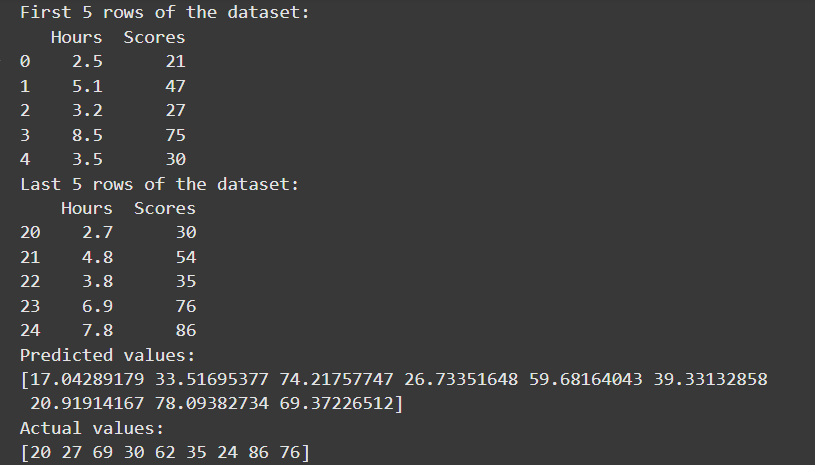 First 5 rows of the dataset:
Hours Scores
0 2.5 21
1 5.1 47
2 3.2 27
3 8.5 75
4 3.5 30
Last 5 rows of the dataset:
Hours Scores
20 2.7 30
21 4.8 54
22 3.8 35
23 6.9 76
24 7.8 86
Predicted values:
[17.04289179 33.51695377 74.21757747 26.73351648 59.68164043 39.33132858
20.91914167 78.09382734 69.37226512]
Actual values:
[20 27 69 30 62 35 24 86 76]